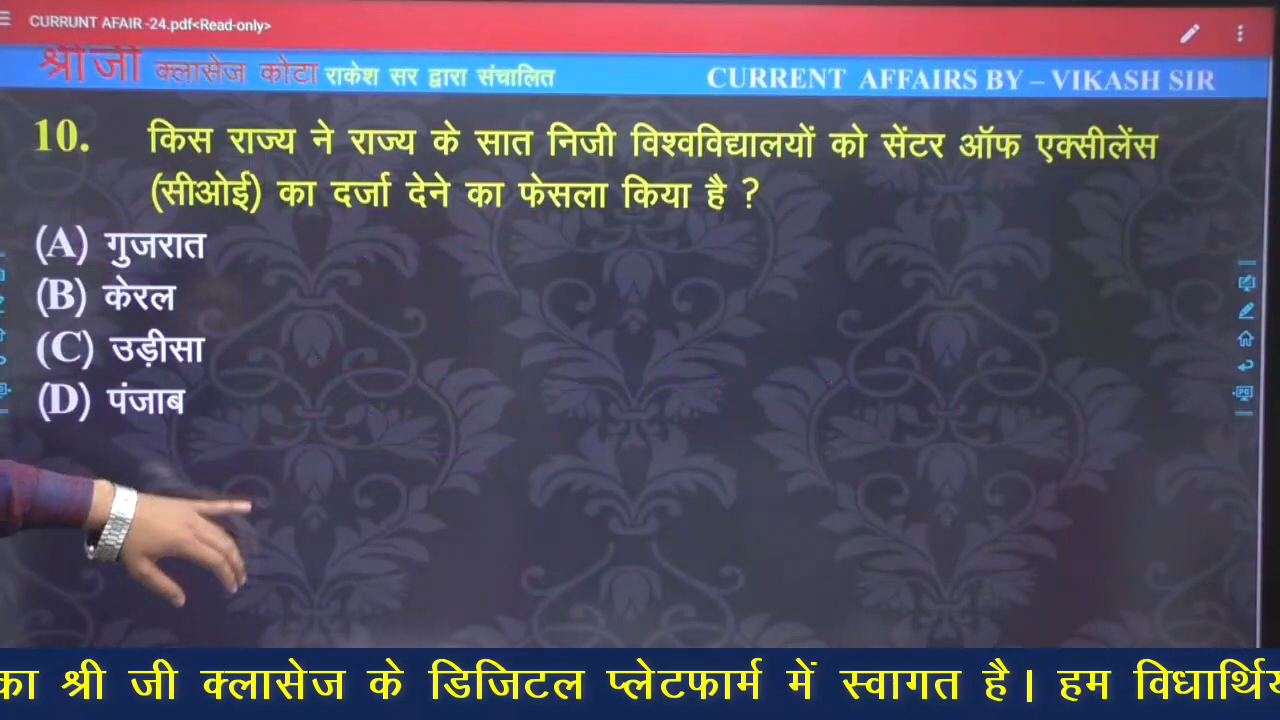 CURRUNT AFAIR -24.pdf<Read-only>
श्रीजी क्लासेज कोटा राकेश सर द्वारा संचालित CURRENT AFFAIRS BY – VIKASH SIR
10. किस राज्य ने राज्य के सात निजी विश्वविद्यालयों को सेंटर ऑफ एक्सीलेंस
(सीओई) का दर्जा देने का फेसला किया है ?
(A) गुजरात
(B) केरल
(C) उड़ीसा
(D) पंजाब
का श्री जी क्लासेज के डिजिटल प्लेटफार्म में स्वागत है। हम